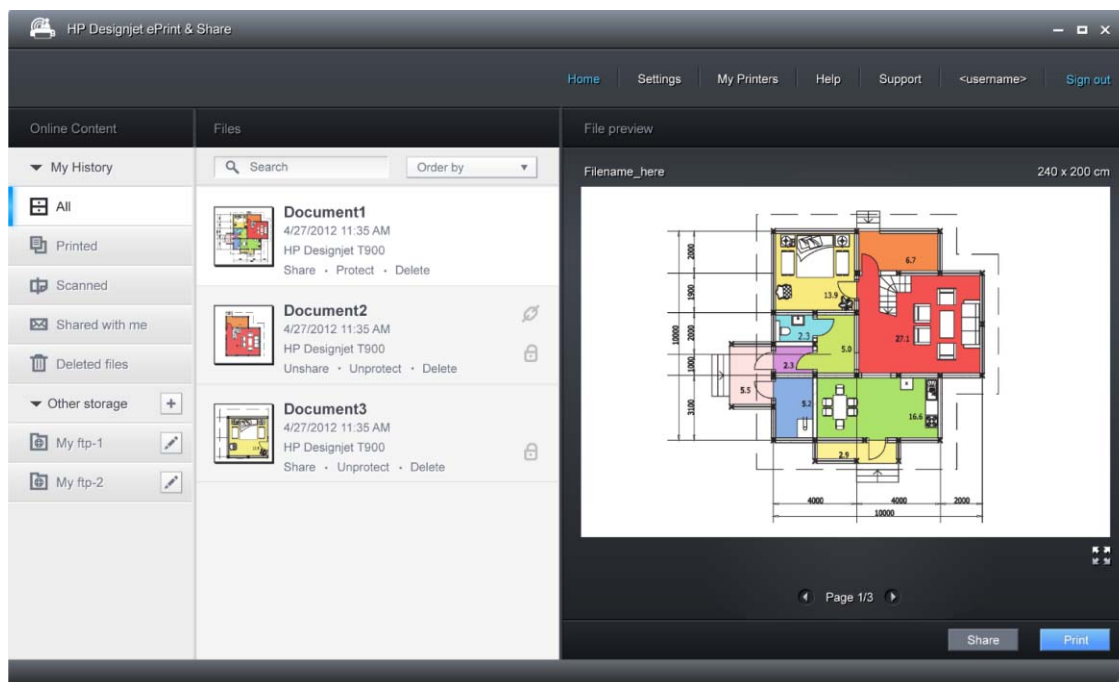 HP Designjet ePrint & Share
Home Settings My Printers Help Support <username> Sign out
Online Content
Files
File preview
My History
All
Printed
Scanned
Shared with me
Deleted files
Other storage
My ftp-1
My ftp-2
Search Order by
Document1
4/27/2012 11:35 AM
HP Designjet T900
Share • Protect • Delete
Document2
4/27/2012 11:35 AM
HP Designjet T900
Unshare • Unprotect • Delete
Document3
4/27/2012 11:35 AM
HP Designjet T900
Share • Unprotect • Delete
Filename_here 240 x 200 cm
2000
1900
10000
2000
1000
3100
6.7
13.9
27.1
2.3
5.0
2.3
5.5
5.2
16.6
2.9
4000 4000 2000
10000
Page 1/3
Share Print